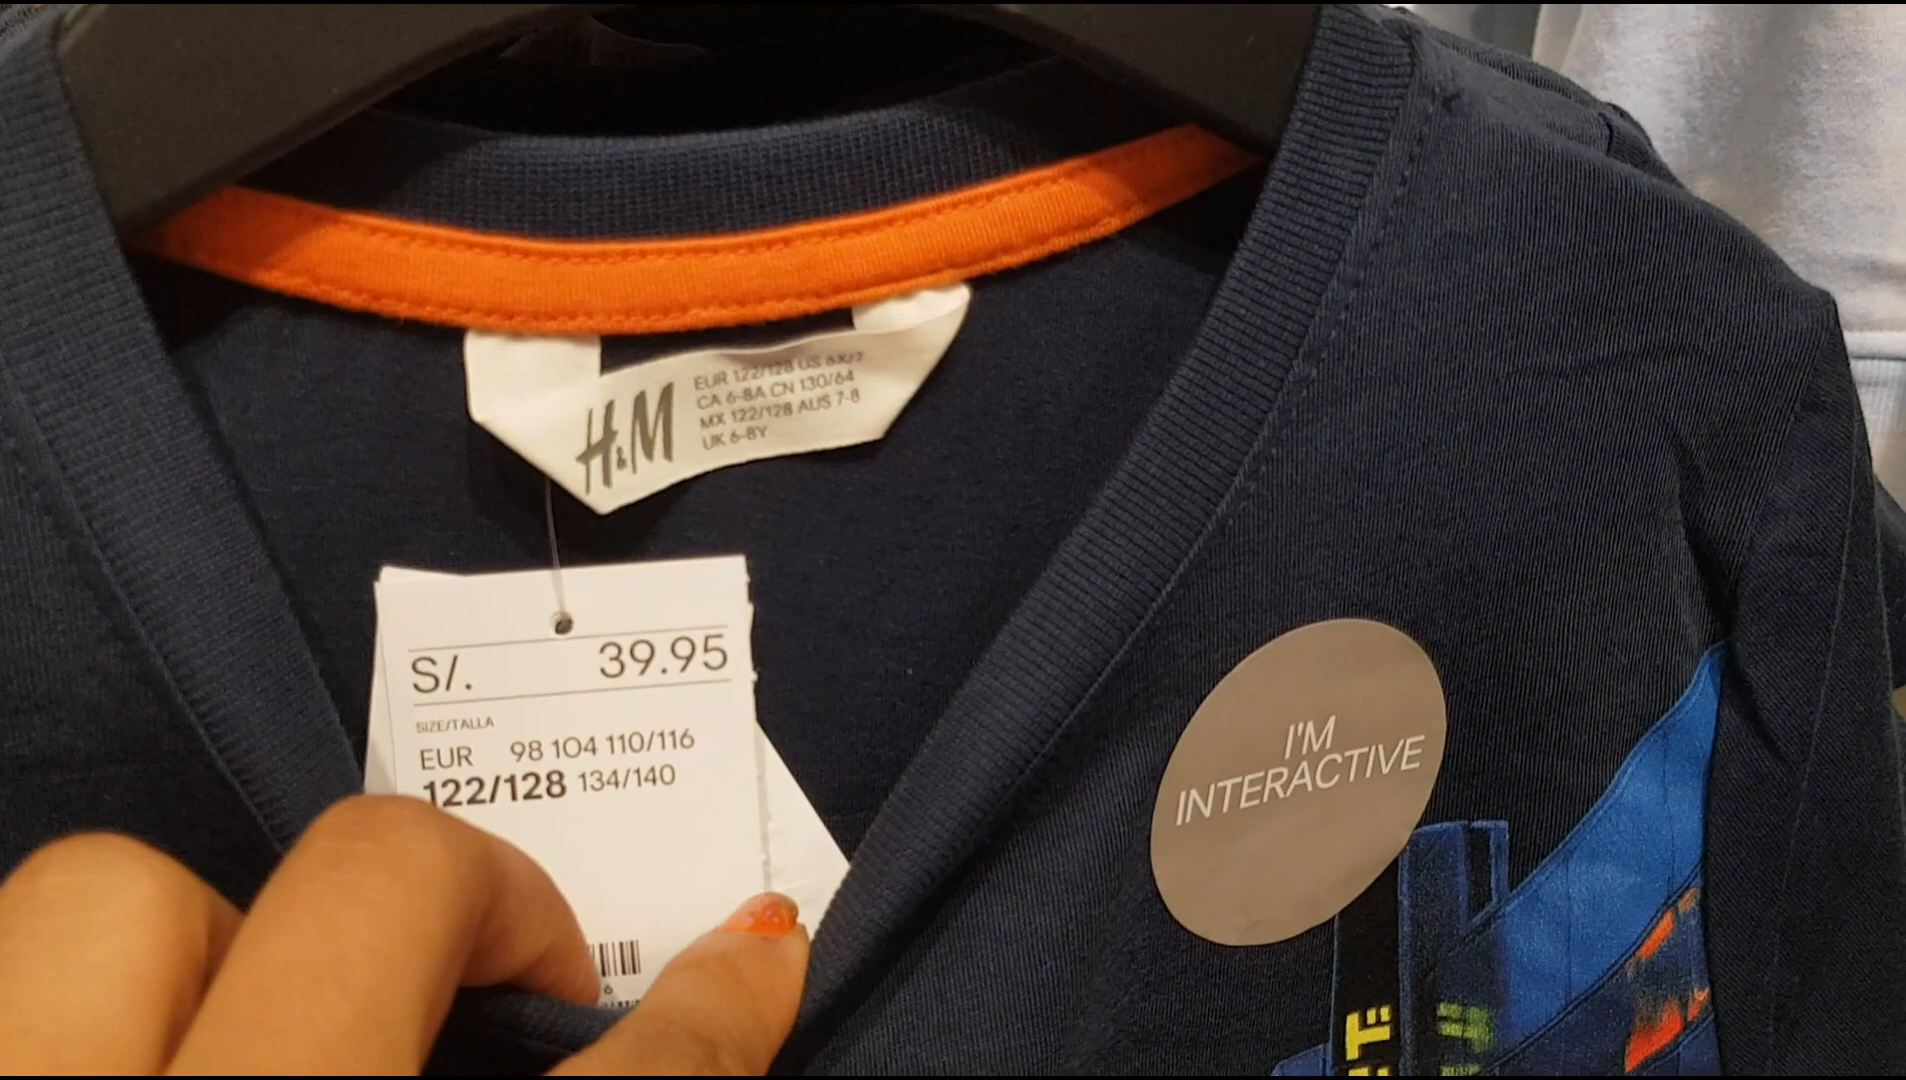 H&M
EUR 122/128 US 6X/7
CA 6-8A CN 130/64
MX 122/128 AUS 7-8
UK 6-8Y
S/. 39.95
SIZE/TALLA
EUR 98 104 110/116
122/128 134/140
6
I'M
INTERACTIVE